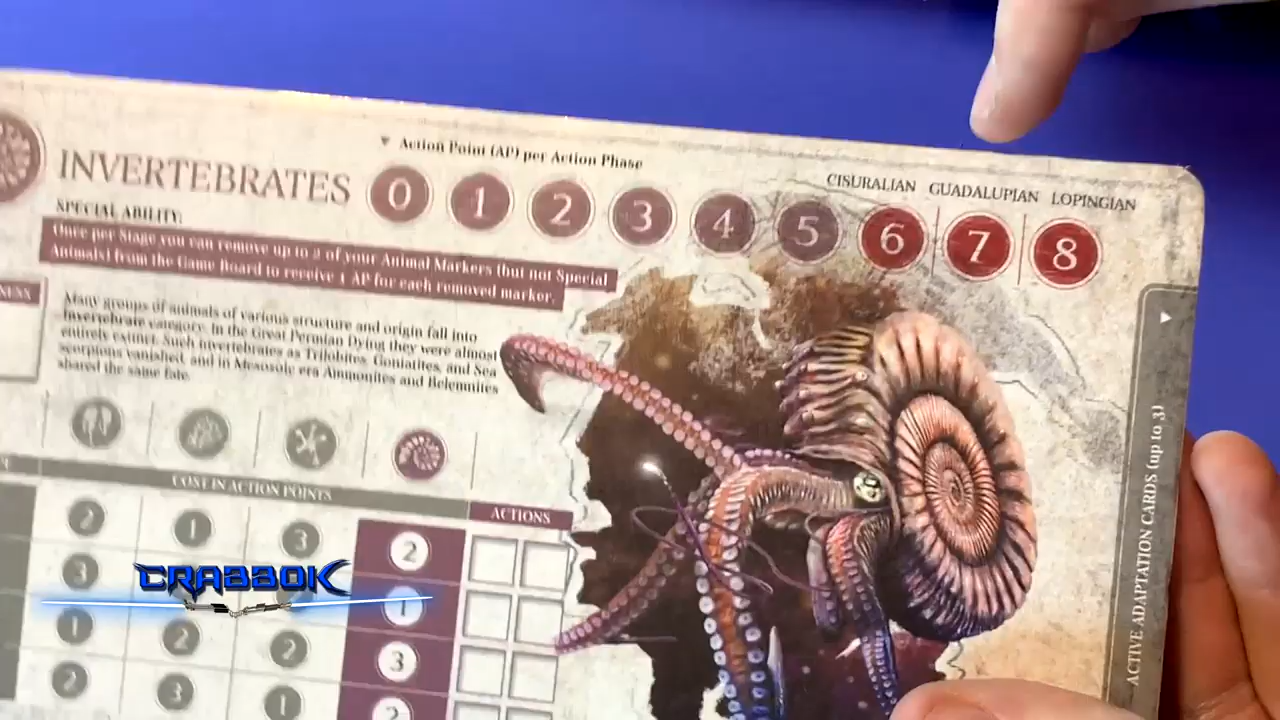 ▼ Action Point (AP) per Action Phase
INVERTEBRATES
0 1 2 3 4 5 6 7 8
CISURALIAN GUADALUPIAN LOPINGIAN
SPECIAL ABILITY:
Once per Stage you can remove up to 2 of your Animal Markers (but not Special
Animals) from the Game Board to receive 1 AP for each removed marker.
Many groups of animals of various structure and origin fall into
Invertebrate category. In the Great Permian Dying they were almost
entirely extinct. Such invertebrates as Trilobites, Goniatites, and Sea
scorpions vanished, and in Mesosoic era Ammonites and Belemnites
shared the same fate.
COST IN ACTION POINTS
ACTIONS
2 1 3 2
3 1
1 2 2 3
2 3 1 2
CRABBOK
ACTIVE ADAPTATION CARDS (up to 3)